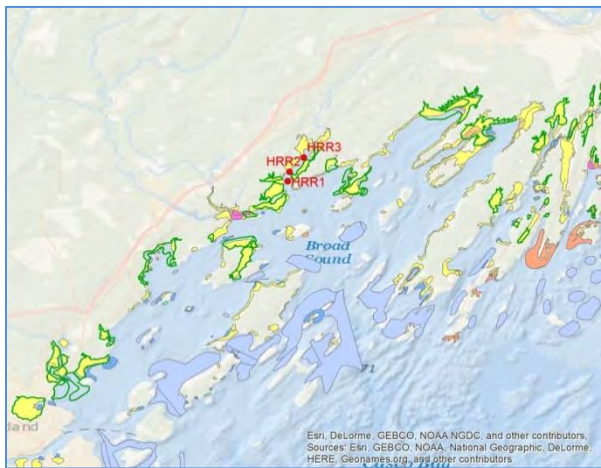 HRR3
HRR2
HRR1
Broad
Sound
71
land
Esri, DeLorme, GEBCO, NOAA NGDC, and other contributors,
Sources: Esri, GEBCO, NOAA, National Geographic, DeLorme,
HERE, Geonames.org, and other contributors